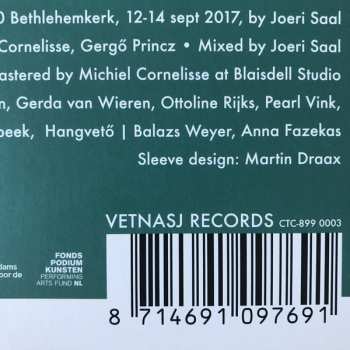 Bethlehemkerk, 12-14 sept 2017, by Joeri Saal
Cornelisse, Gergő Princz • Mixed by Joeri Saal
by Michiel Cornelisse at Blaisdell Studio
Gerda van Wieren, Ottoline Rijks, Pearl Vink,
Hangvető | Balazs Weyer, Anna Fazekas
Sleeve design: Martin Draax
VETNASJ RECORDS CTC-899 0003
FONDS
PODIUM
KUNSTEN
PERFORMING
ARTS FUND NL
8 714691 097691